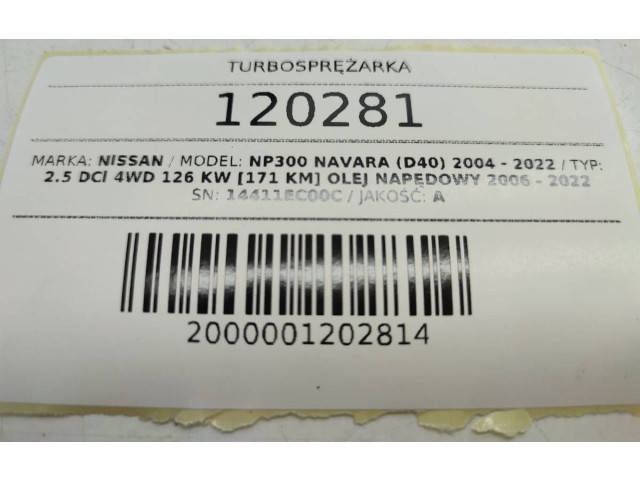 TURBOSPRĘŻARKA
120281
MARKA: NISSAN / MODEL: NP300 NAVARA (D40) 2004 - 2022 / TYP:
2.5 DCI 4WD 126 KW [171 KM] OLEJ NAPĘDOWY 2006 - 2022
SN: 14411EC00C / JAKOŚĆ: A
2000001202814